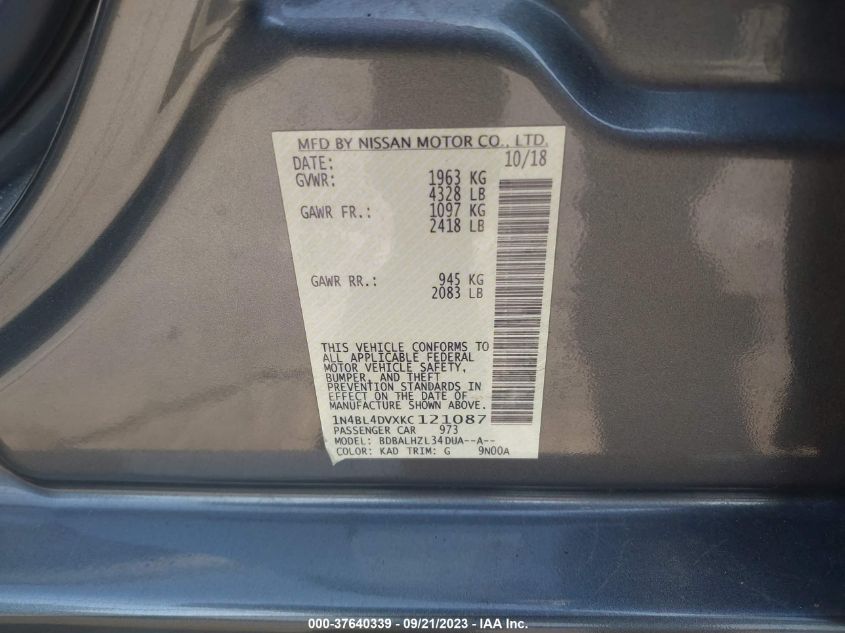 MFD BY NISSAN MOTOR CO., LTD.
DATE: 10/18
GVWR: 1963 KG
4328 LB
GAWR FR.: 1097 KG
2418 LB
GAWR RR.: 945 KG
2083 LB
THIS VEHICLE CONFORMS TO
ALL APPLICABLE FEDERAL
MOTOR VEHICLE SAFETY,
BUMPER, AND THEFT
PREVENTION STANDARDS IN
EFFECT ON THE DATE OF
MANUFACTURE SHOWN ABOVE.
1N4BL4DVXKC121087
PASSENGER CAR 973
MODEL: BDBALHZL34DUA--A--
COLOR: KAD TRIM: G 9N00A
000-37640339 - 09/21/2023 - IAA Inc.